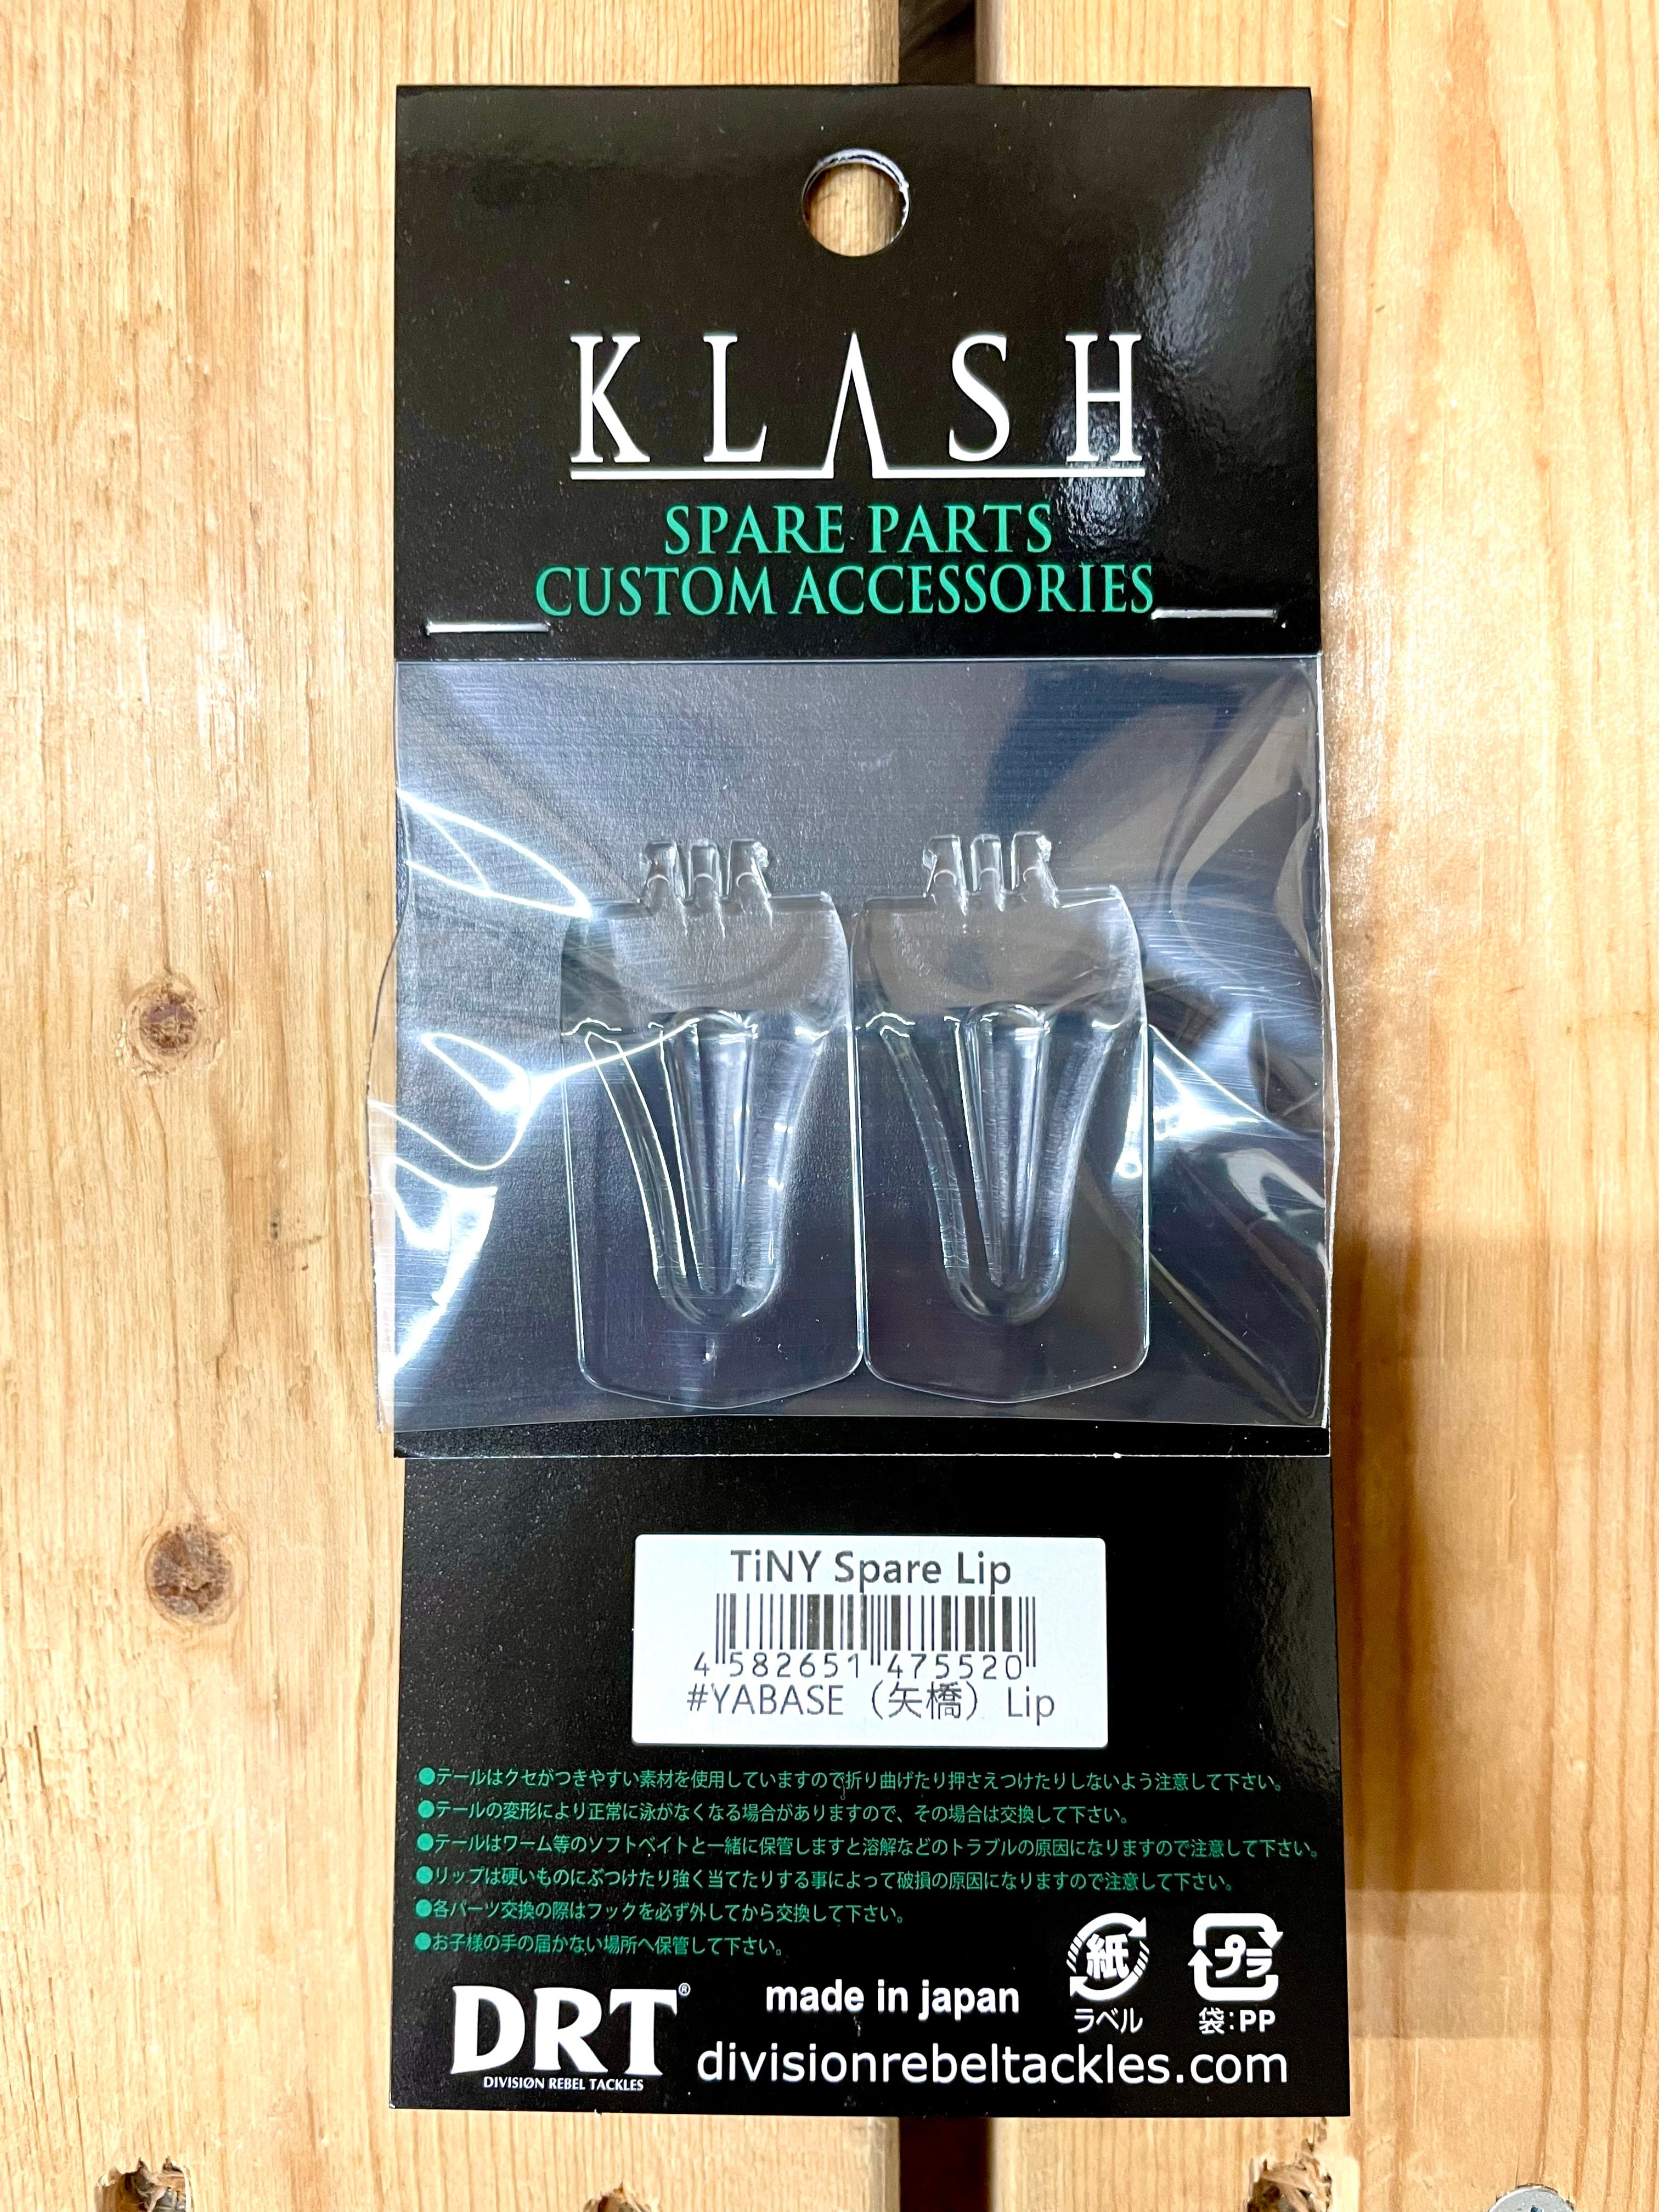 KLASH
SPARE PARTS
CUSTOM ACCESSORIES
TiNY Spare Lip
4 582651 475520
#YABASE（矢橋）Lip
●テールはクセがつきやすい素材を使用していますので折り曲げたり押さえつけたりしないよう注意して下さい。
●テールの変形により正常に泳がなくなる場合がありますので、その場合は交換して下さい。
●テールはワーム等のソフトベイトと一緒に保管しますと溶解などのトラブルの原因になりますので注意して下さい。
●リップは硬いものにぶつけたり強く当てたりする事によって破損の原因になりますので注意して下さい。
●各パーツ交換の際はフックを必ず外してから交換して下さい。
●お子様の手の届かない場所へ保管して下さい。
紙
ラベル
プラ
袋:PP
DRT®
DIVISIØN REBEL TACKLES
made in japan
divisionrebeltackles.com